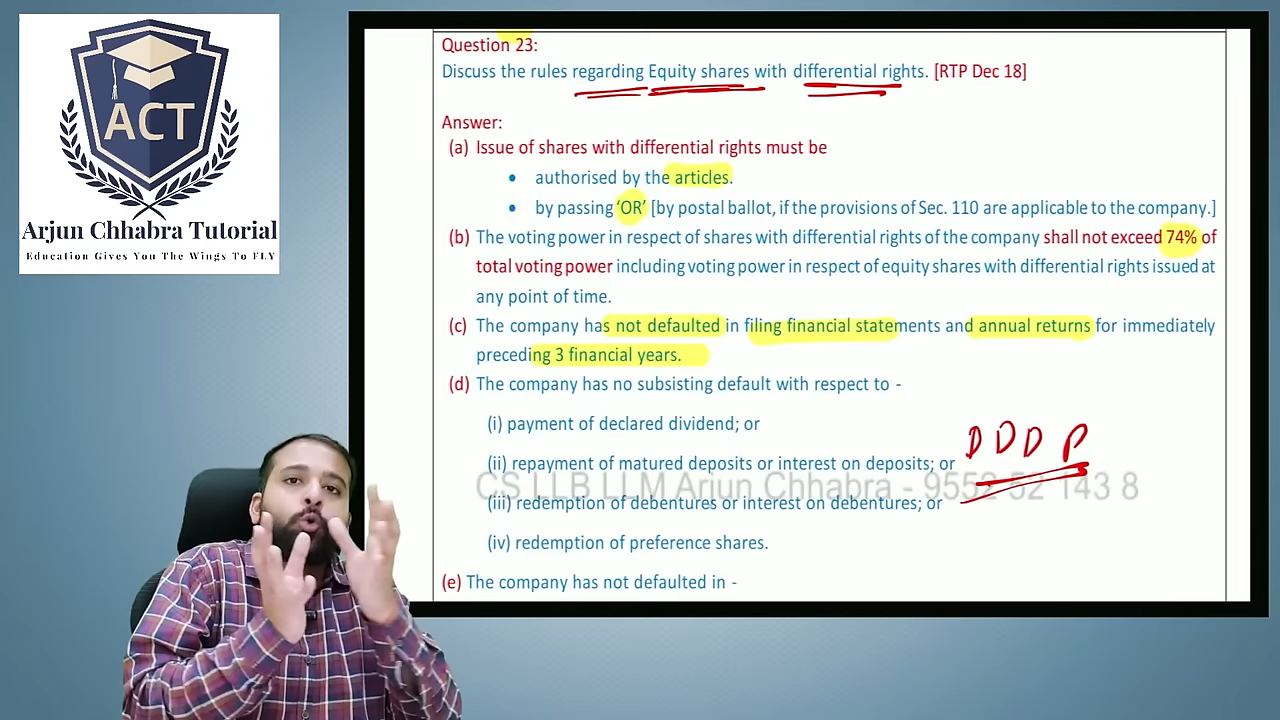 ACT
Arjun Chhabra Tutorial
Education Gives You The Wings To FLY
Question 23:
Discuss the rules regarding Equity shares with differential rights. [RTP Dec 18]
Answer:
(a) Issue of shares with differential rights must be
• authorised by the articles.
• by passing 'OR' [by postal ballot, if the provisions of Sec. 110 are applicable to the company.]
(b) The voting power in respect of shares with differential rights of the company shall not exceed 74% of
total voting power including voting power in respect of equity shares with differential rights issued at
any point of time.
(c) The company has not defaulted in filing financial statements and annual returns for immediately
preceding 3 financial years.
(d) The company has no subsisting default with respect to -
(i) payment of declared dividend; or
(ii) repayment of matured deposits or interest on deposits; or
D D D P
CS LLB LLM Arjun Chhabra - 9552 52 143 8
(iii) redemption of debentures or interest on debentures; or
(iv) redemption of preference shares.
(e) The company has not defaulted in -